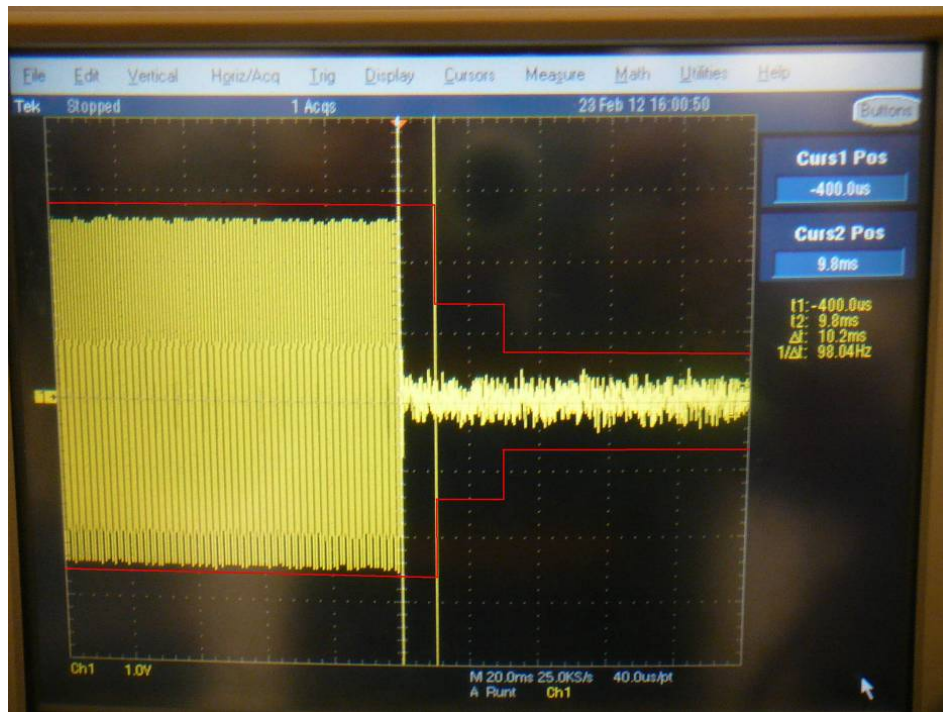 File Edit Vertical Horiz/Acq Trig Display Cursors Measure Math Utilities Help
Tek Stopped 1 Acqs 23 Feb 12 16:00:50 Buttons
Curs1 Pos
-400.0us
Curs2 Pos
9.8ms
t1:-400.0us
t2: 9.8ms
Δt: 10.2ms
1/Δt: 98.04Hz
1
Ch1 1.0V
M 20.0ms 25.0KS/s 40.0us/pt
A Runt Ch1